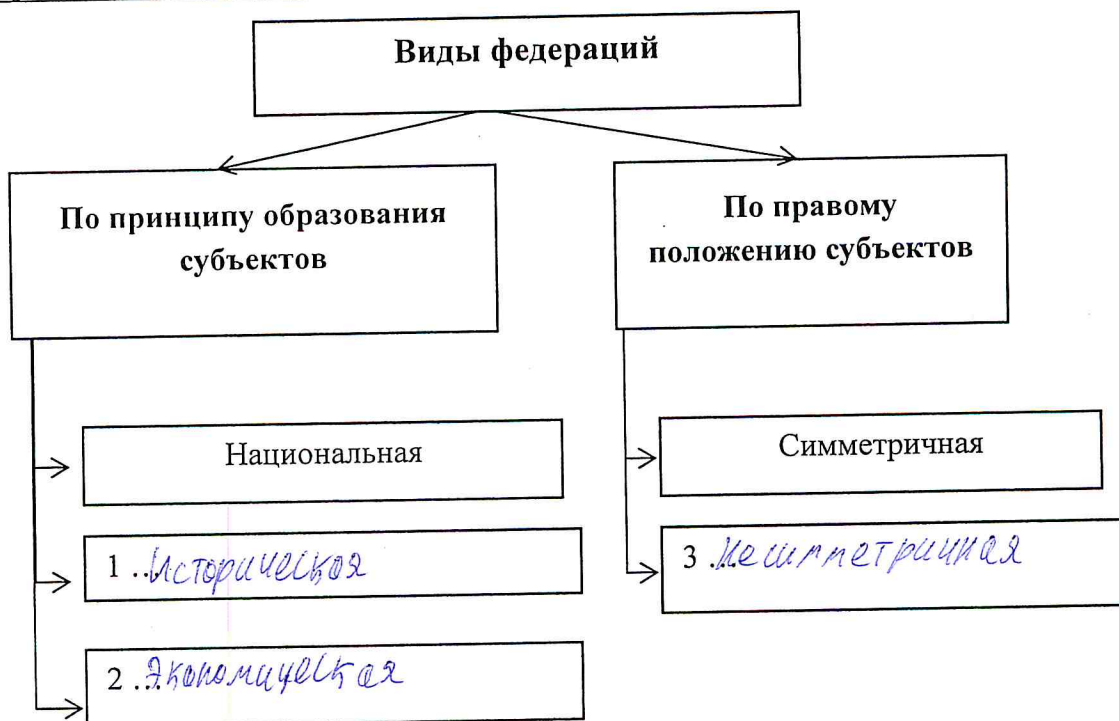 Виды федераций
По принципу образования
субъектов
По правому
положению субъектов
Национальная
1 ... Историческая
2 ... Экономическая
Симметричная
3 ... Несимметричная